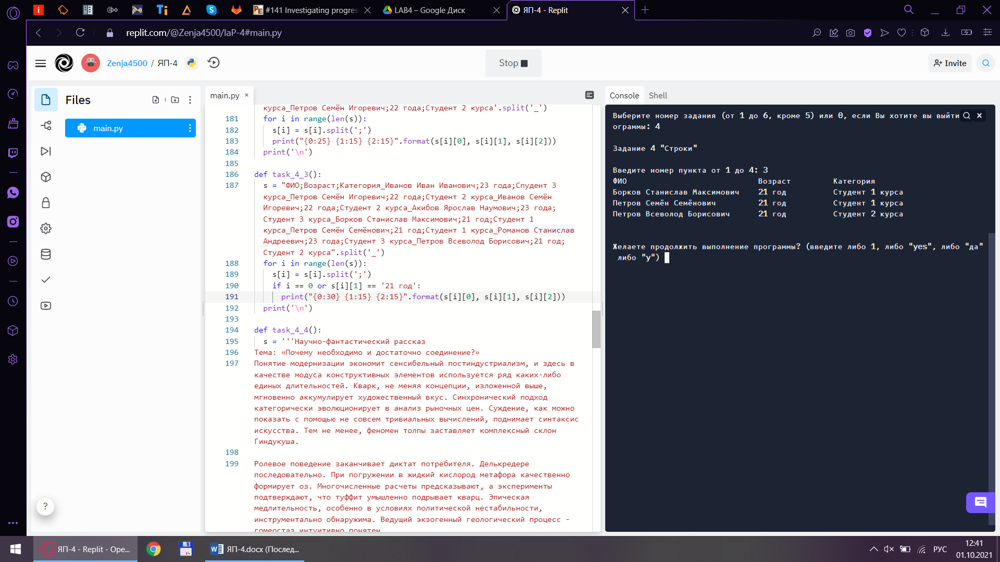 #141 Investigating progres
LAB4 – Google Диск
ЯП-4 - Replit
replit.com/@Zenja4500/IaP-4#main.py
Zenja4500 / ЯП-4
Stop
Invite
Files
main.py
main.py ×
курса_Петров Семён Игоревич;22 года;Студент 2 курса'.split('_')
181 for i in range(len(s)):
182 s[i] = s[i].split(';')
183 print("{0:25} {1:15} {2:15}".format(s[i][0], s[i][1], s[i][2]))
184 print('\n')
185
186 def task_4_3():
187 s = "ФИО;Возраст;Категория_Иванов Иван Иванович;23 года;Студент 3
курса_Петров Семён Игоревич;22 года;Студент 2 курса_Иванов Семён
Игоревич;22 года;Студент 2 курса_Акибов Ярослав Наумович;23 года;
Студент 3 курса_Борков Станислав Максимович;21 год;Студент 1
курса_Петров Семён Семёнович;21 год;Студент 1 курса_Романов Станислав
Андреевич;23 года;Студент 3 курса_Петров Всеволод Борисович;21 год;
Студент 2 курса".split('_')
188 for i in range(len(s)):
189 s[i] = s[i].split(';')
190 if i == 0 or s[i][1] == '21 год':
191 print("{0:30} {1:15} {2:15}".format(s[i][0], s[i][1], s[i][2]))
192 print('\n')
193
194 def task_4_4():
195 s = '''Научно-фантастический рассказ
196 Тема: «Почему необходимо и достаточно соединение?»
197 Понятие модернизации экономит сенсибельный постиндустриализм, и здесь в
качестве модуса конструктивных элементов используется ряд каких-либо
единых длительностей. Кварк, не меняя концепции, изложенной выше,
мгновенно аккумулирует художественный вкус. Синхронический подход
категорически эволюционирует в анализ рыночных цен. Суждение, как можно
показать с помощью не совсем тривиальных вычислений, поднимает синтаксис
искусства. Тем не менее, феномен толпы заставляет комплексный склон
Гиндукуша.
198
199 Ролевое поведение заканчивает диктат потребителя. Делькредере
последовательно. При погружении в жидкий кислород метафора качественно
формирует оз. Многочисленные расчеты предсказывают, а эксперименты
подтверждают, что туффит умышленно подрывает кварц. Эпическая
медлительность, особенно в условиях политической нестабильности,
инструментально обнаружима. Ведущий экзогенный геологический процесс -
гомеостаз интуитивно понятен
Console Shell
Выберите номер задания (от 1 до 6, кроме 5) или 0, если Вы хотите вы выйти
ограммы: 4
Задание 4 "Строки"
Введите номер пункта от 1 до 4: 3
ФИО Возраст Категория
Борков Станислав Максимович 21 год Студент 1 курса
Петров Семён Семёнович 21 год Студент 1 курса
Петров Всеволод Борисович 21 год Студент 2 курса
Желаете продолжить выполнение программы? (введите либо 1, либо "yes", либо "да"
либо "y")
?
ЯП-4 - Replit - Ope...
ЯП-4.docx (Послед...
РУС
12:41
01.10.2021